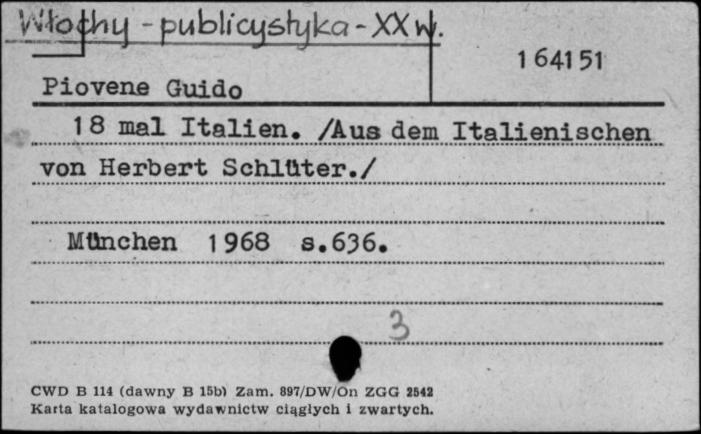 Włochy - publicystyka - XX w.
164151
Piovene Guido
18 mal Italien. /Aus dem Italienischen
von Herbert Schlüter./
München 1968 s.636.
3
CWD B 114 (dawny B 15b) Zam. 897/DW/On ZGG 2542
Karta katalogowa wydawnictw ciągłych i zwartych.